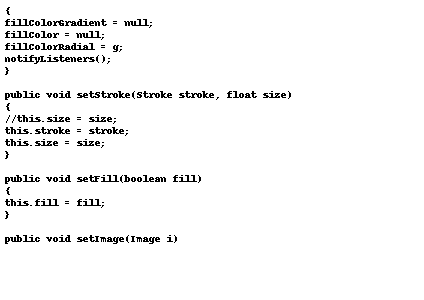 {
fillColorGradient = null;
fillColor = null;
fillColorRadial = g;
notifyListeners();
}
public void setStroke(Stroke stroke, float size)
{
//this.size = size;
this.stroke = stroke;
this.size = size;
}
public void setFill(boolean fill)
{
this.fill = fill;
}
public void setImage(Image i)